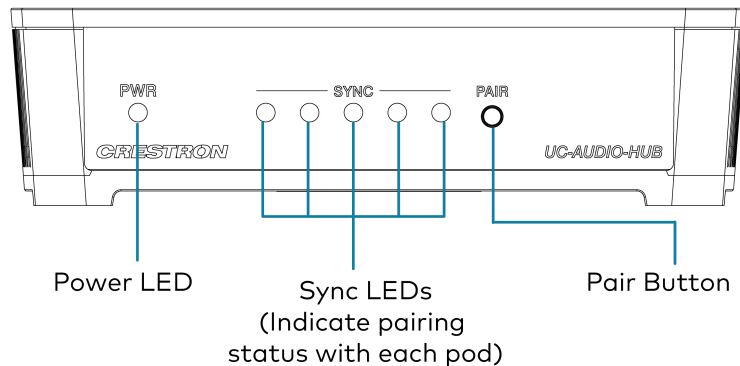 PWR
SYNC
PAIR
CRESTRON
UC-AUDIO-HUB
Power LED
Sync LEDs
(Indicate pairing
status with each pod)
Pair Button